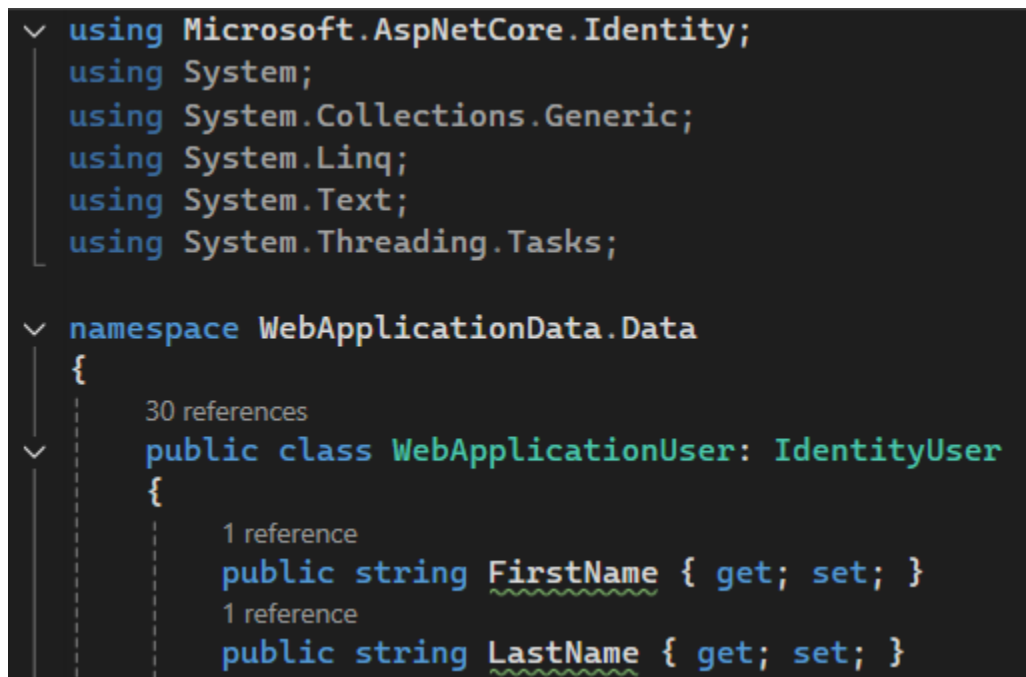 using Microsoft.AspNetCore.Identity;
using System;
using System.Collections.Generic;
using System.Linq;
using System.Text;
using System.Threading.Tasks;
namespace WebApplicationData.Data
{
30 references
public class WebApplicationUser: IdentityUser
{
1 reference
public string FirstName { get; set; }
1 reference
public string LastName { get; set; }